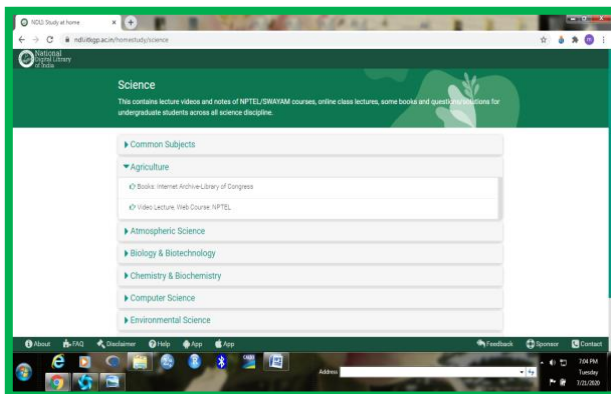 NDLI: Study at home
ndl.iitkgp.ac.in/homestudy/science
National
Digital Library
of India
Science
This contains lecture videos and notes of NPTEL/SWAYAM courses, online class lectures, some books and questions/solutions for
undergraduate students across all science discipline.
Common Subjects
Agriculture
Books: Internet Archive-Library of Congress
Video Lecture, Web Course: NPTEL
Atmospheric Science
Biology & Biotechnology
Chemistry & Biochemistry
Computer Science
Environmental Science
About FAQ Disclaimer Help App App Feedback Sponsor Contact
Address
7:04 PM
Tuesday
7/21/2020